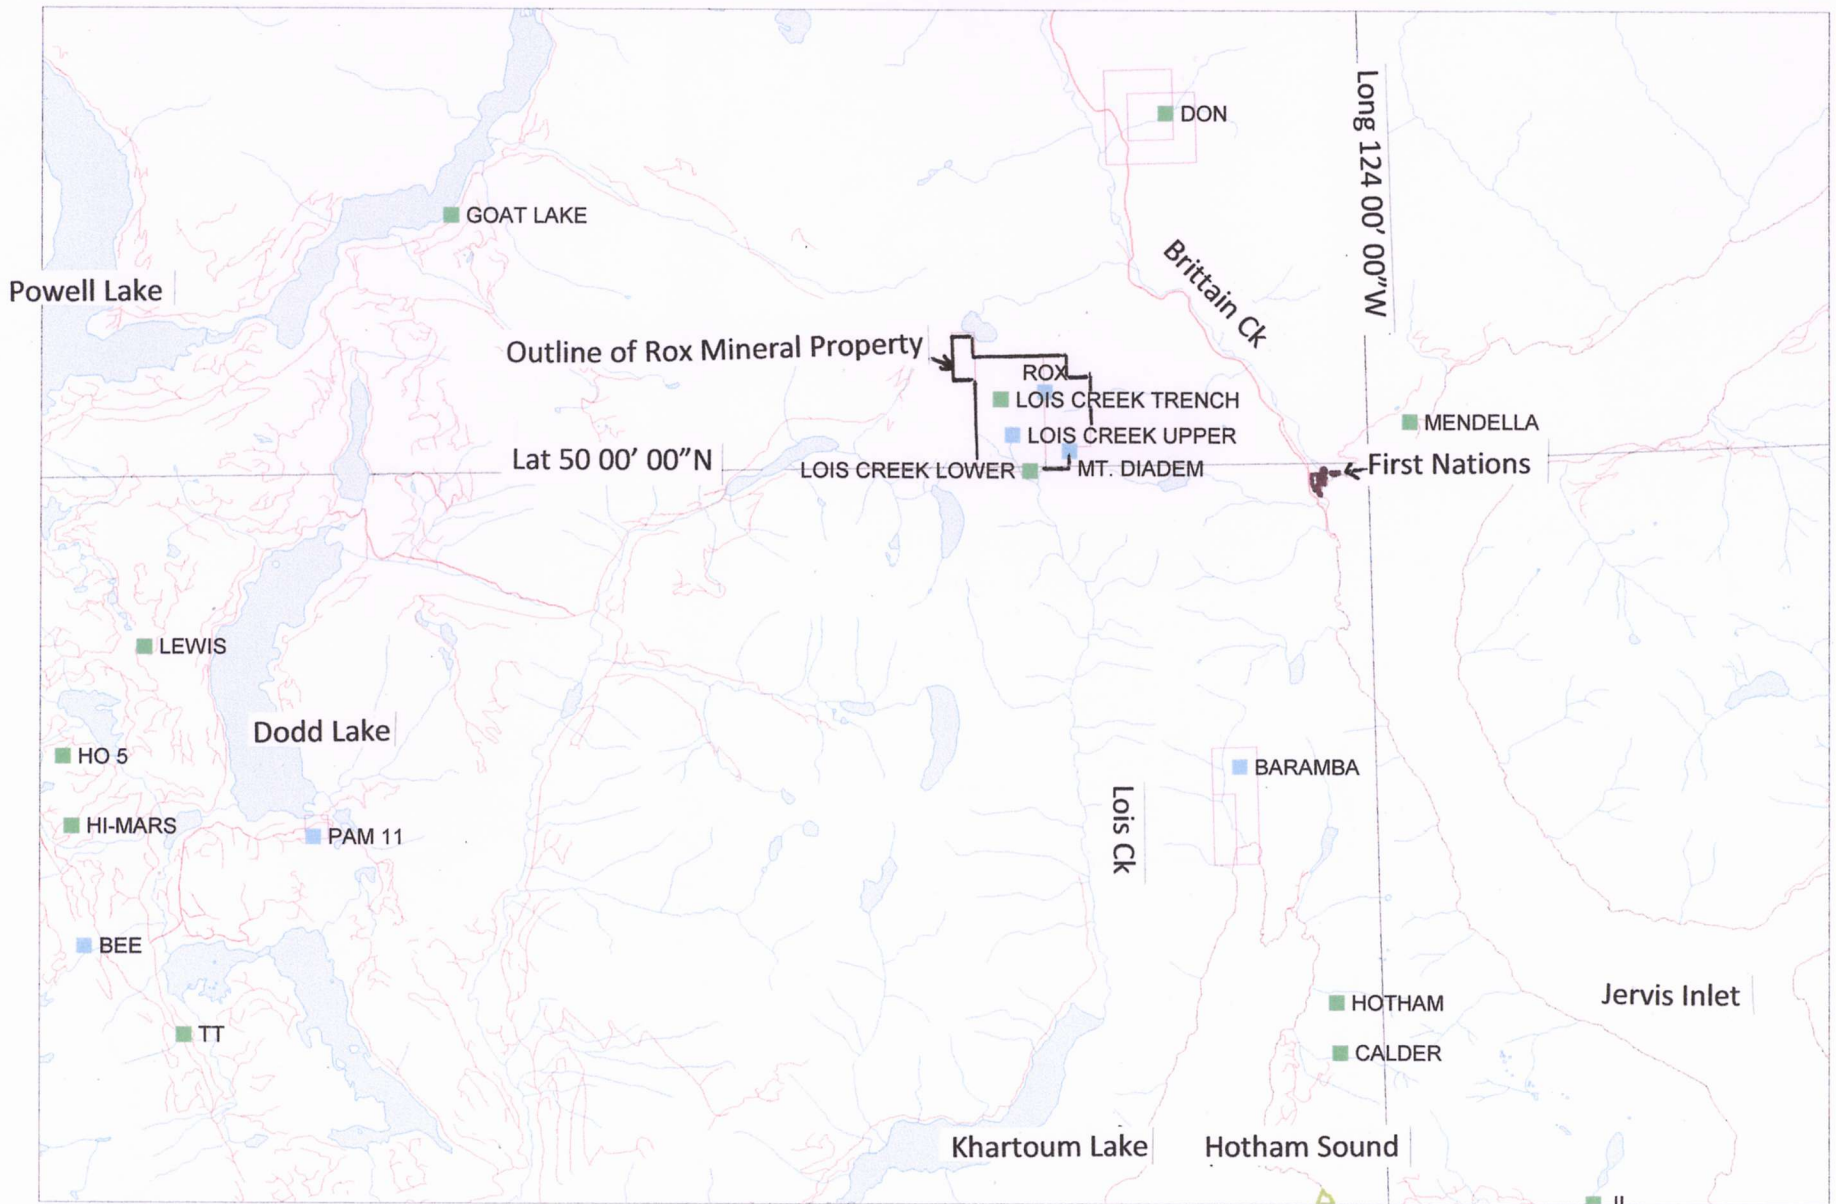 DON
Long 124 00' 00"W
GOAT LAKE
Powell Lake
Brittain Ck
Outline of Rox Mineral Property
ROX
LOIS CREEK TRENCH
MENDELLA
LOIS CREEK UPPER
Lat 50 00' 00"N
LOIS CREEK LOWER
MT. DIADEM
First Nations
LEWIS
Dodd Lake
HO 5
BARAMBA
HI-MARS
PAM 11
Lois Ck
BEE
Jervis Inlet
HOTHAM
TT
CALDER
Khartoum Lake
Hotham Sound